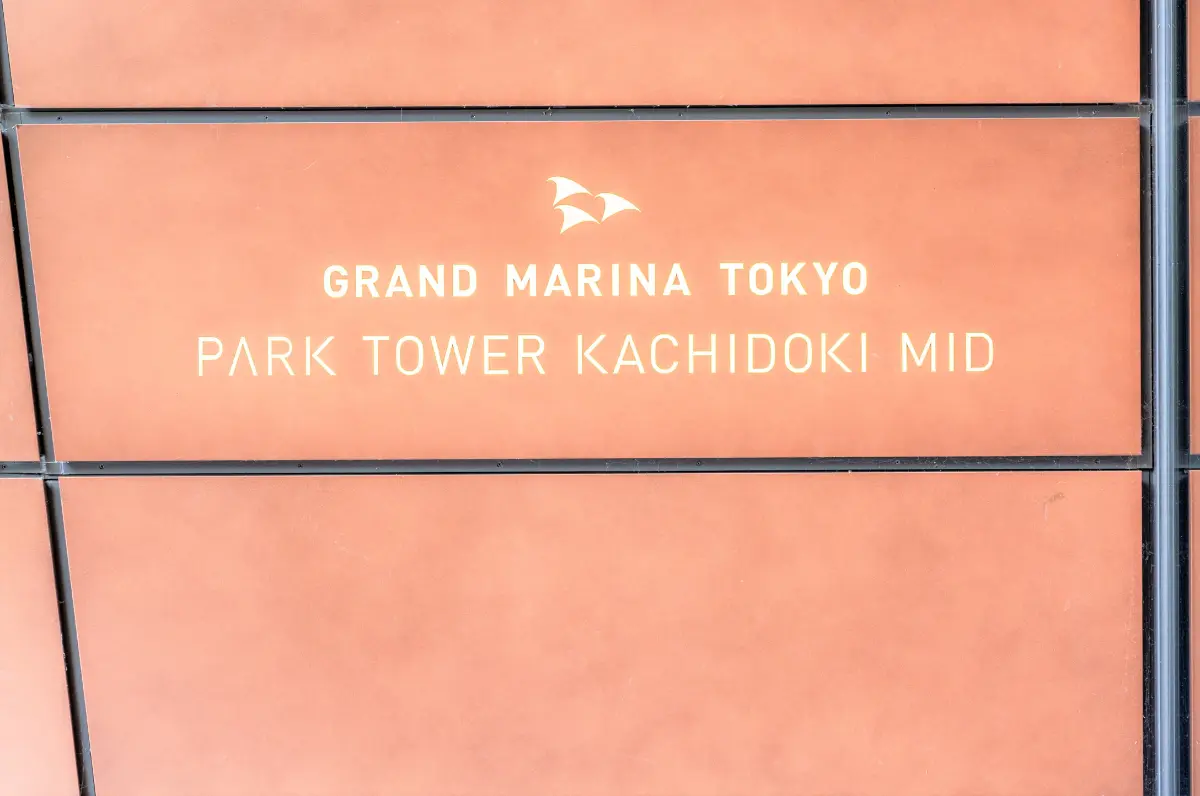 GRAND MARINA TOKYO
PARK TOWER KACHIDOKI MID